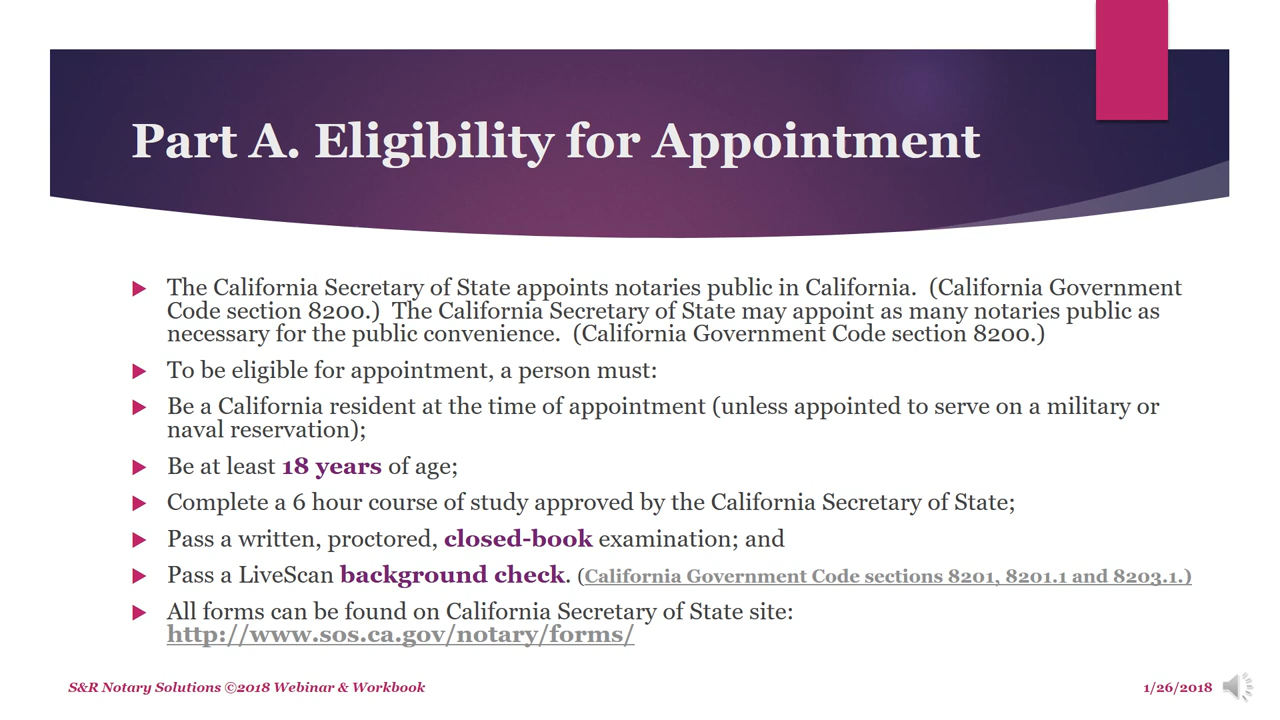 Part A. Eligibility for Appointment
The California Secretary of State appoints notaries public in California.  (California Government
Code section 8200.)  The California Secretary of State may appoint as many notaries public as
necessary for the public convenience.  (California Government Code section 8200.)
To be eligible for appointment, a person must:
Be a California resident at the time of appointment (unless appointed to serve on a military or
naval reservation);
Be at least 18 years of age;
Complete a 6 hour course of study approved by the California Secretary of State;
Pass a written, proctored, closed-book examination; and
Pass a LiveScan background check. (California Government Code sections 8201, 8201.1 and 8203.1.)
All forms can be found on California Secretary of State site:
http://www.sos.ca.gov/notary/forms/
S&R Notary Solutions ©2018 Webinar & Workbook
1/26/2018